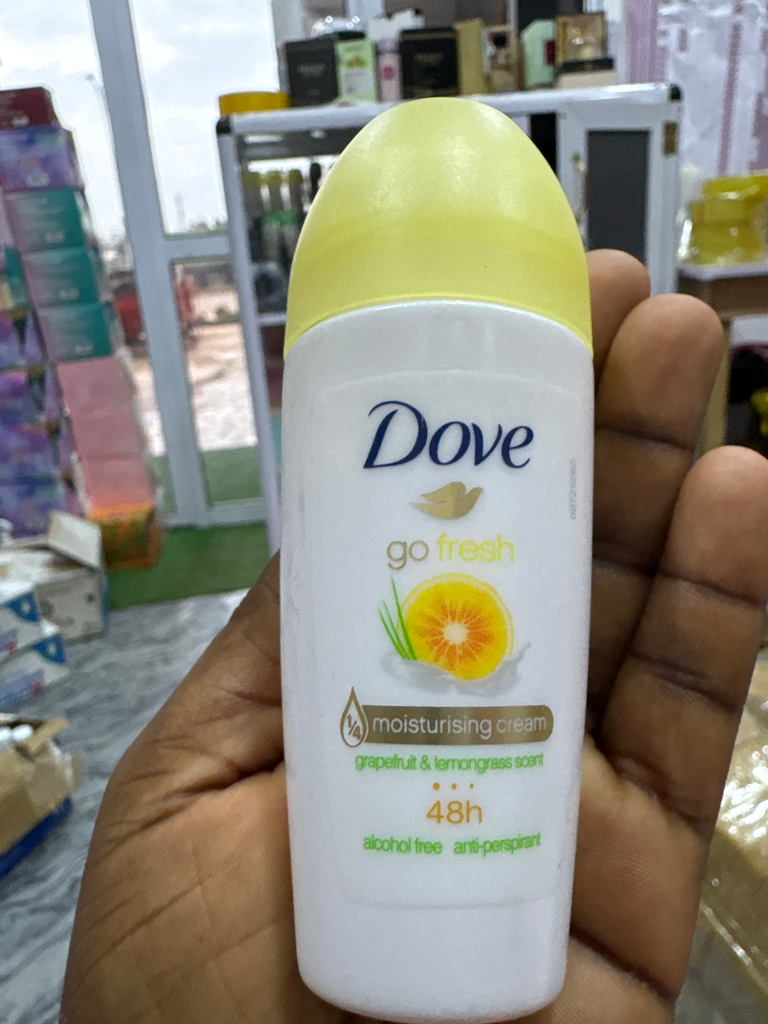 Dove
go fresh
1/4 moisturising cream
grapefruit & lemongrass scent
48h
alcohol free anti-perspirant